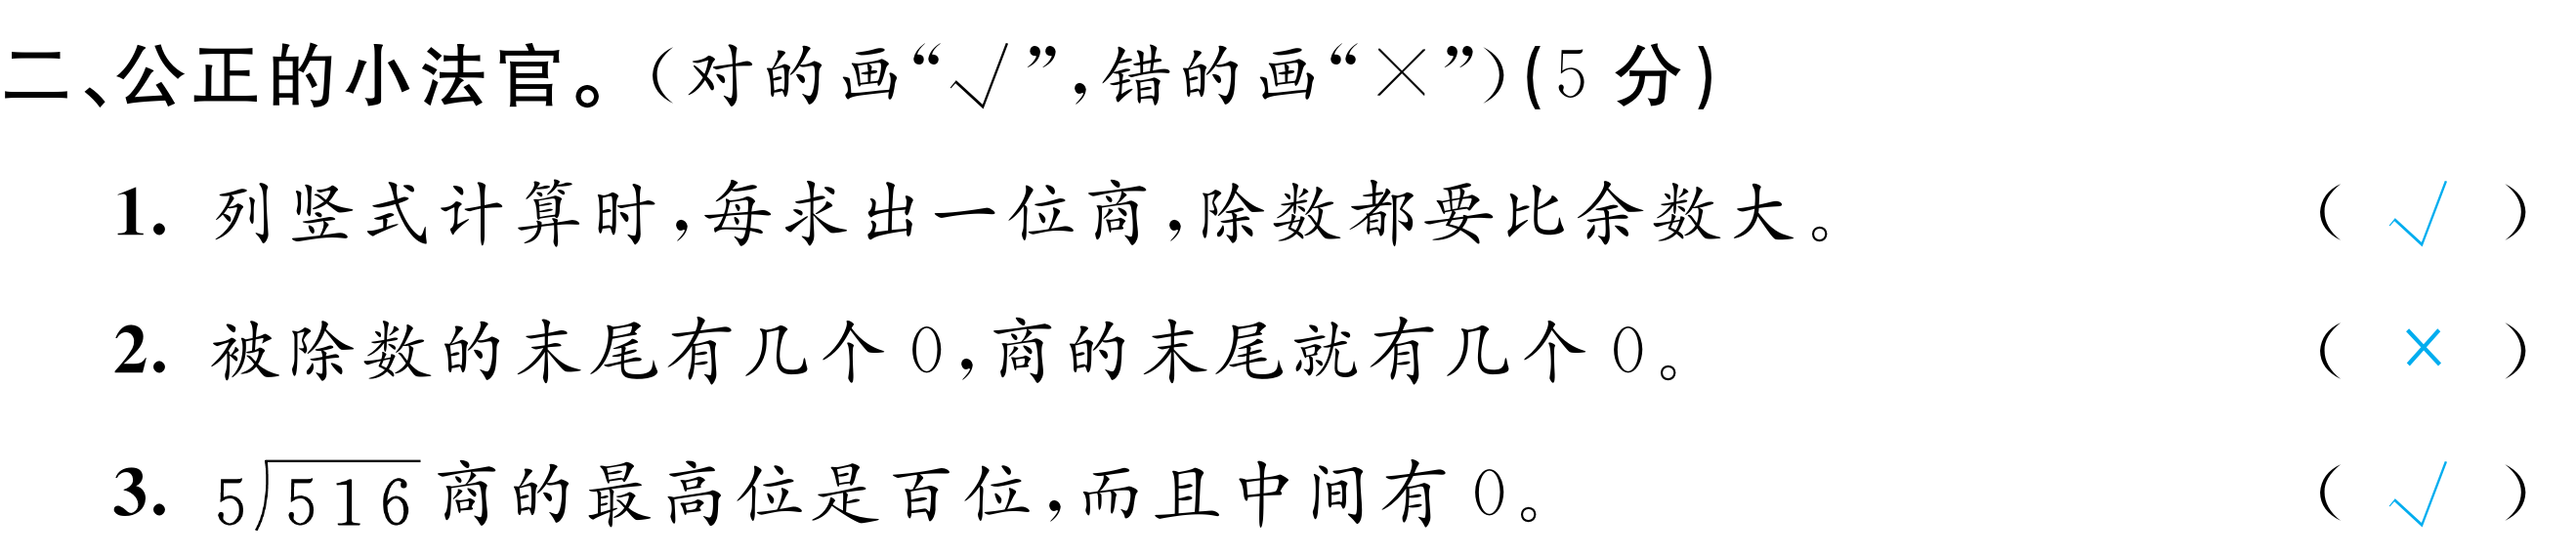 二、公正的小法官。(对的画“√”,错的画“×”)(5 分)
1. 列竖式计算时,每求出一位商,除数都要比余数大。 ( √ )
2. 被除数的末尾有几个 0,商的末尾就有几个 0。 ( × )
3. 5)516 商的最高位是百位,而且中间有 0。 ( √ )